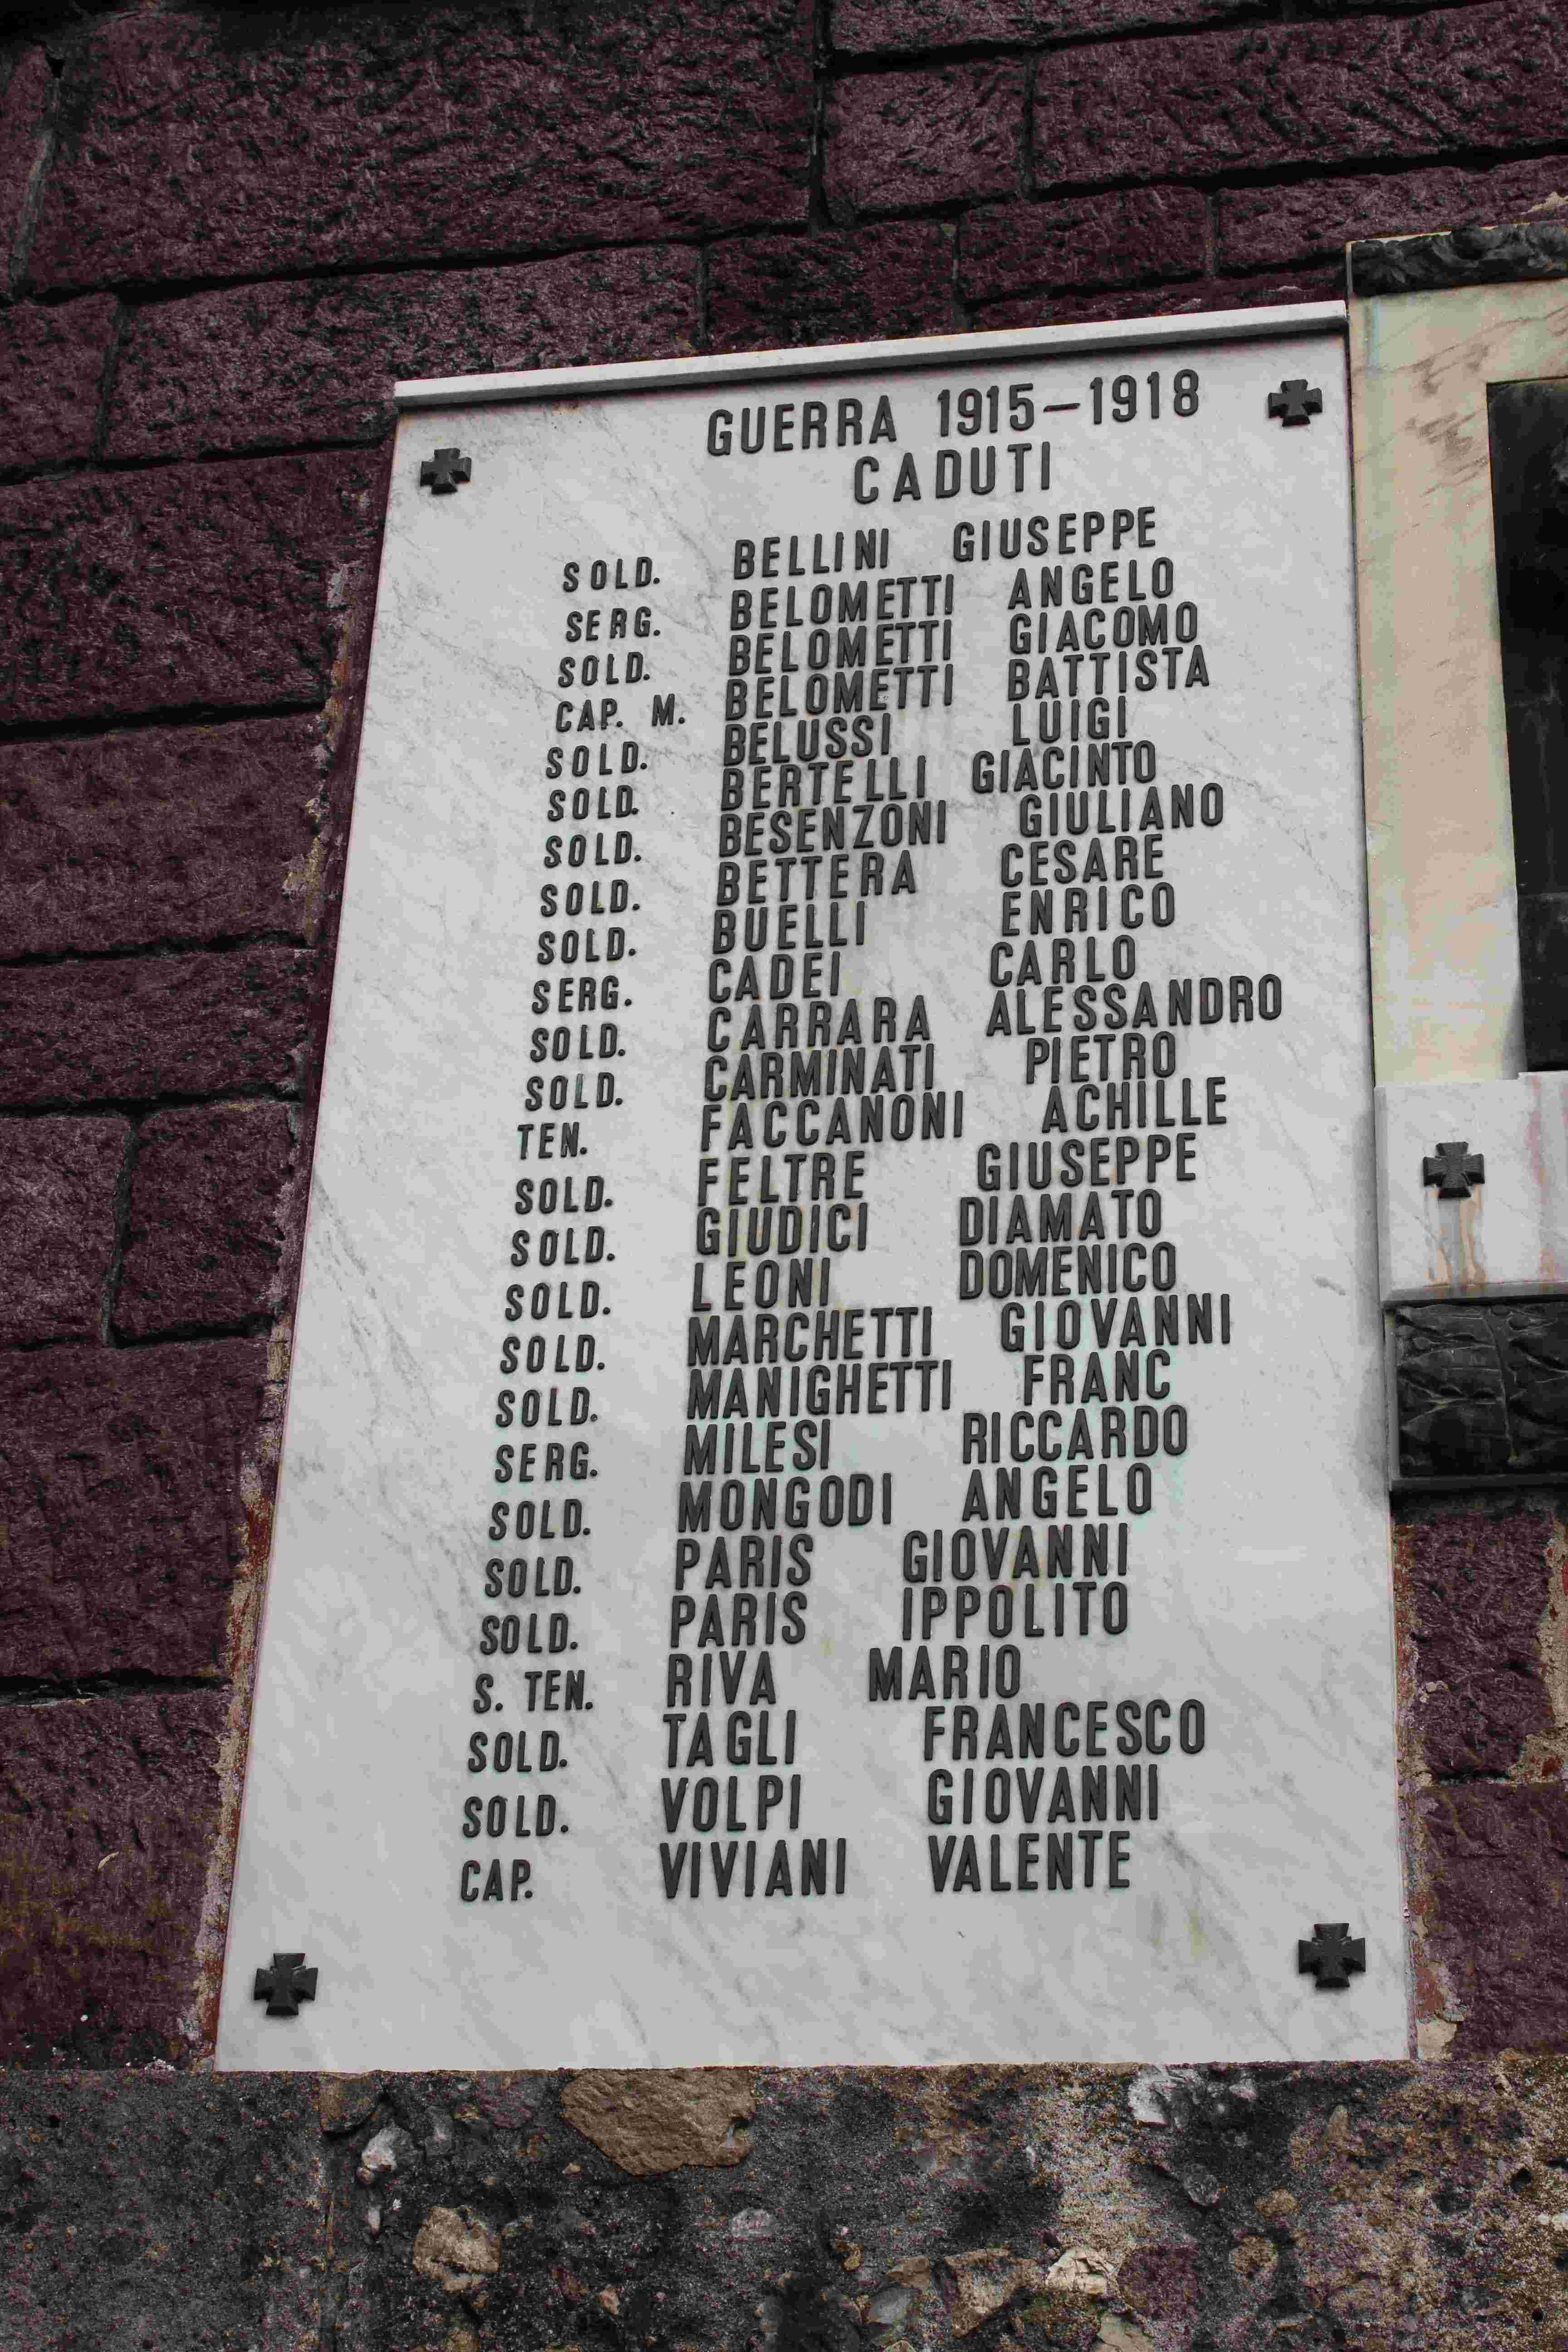 GUERRA 1915-1918
CADUTI
SOLD. BELLINI GIUSEPPE
SERG. BELOMETTI ANGELO
SOLD. BELOMETTI GIACOMO
CAP. M. BELOMETTI BATTISTA
SOLD. BELUSSI LUIGI
SOLD. BERTELLI GIACINTO
SOLD. BESENZONI GIULIANO
SOLD. BETTERA CESARE
SOLD. BUELLI ENRICO
SERG. CADEI CARLO
SOLD. CARRARA ALESSANDRO
SOLD. CARMINATI PIETRO
TEN. FACCANONI ACHILLE
SOLD. FELTRE GIUSEPPE
SOLD. GIUDICI DIAMATO
SOLD. LEONI DOMENICO
SOLD. MARCHETTI GIOVANNI
SOLD. MANIGHETTI FRANC
SERG. MILESI RICCARDO
SOLD. MONGODI ANGELO
SOLD. PARIS GIOVANNI
SOLD. PARIS IPPOLITO
S. TEN. RIVA MARIO
SOLD. TAGLI FRANCESCO
SOLD. VOLPI GIOVANNI
CAP. VIVIANI VALENTE